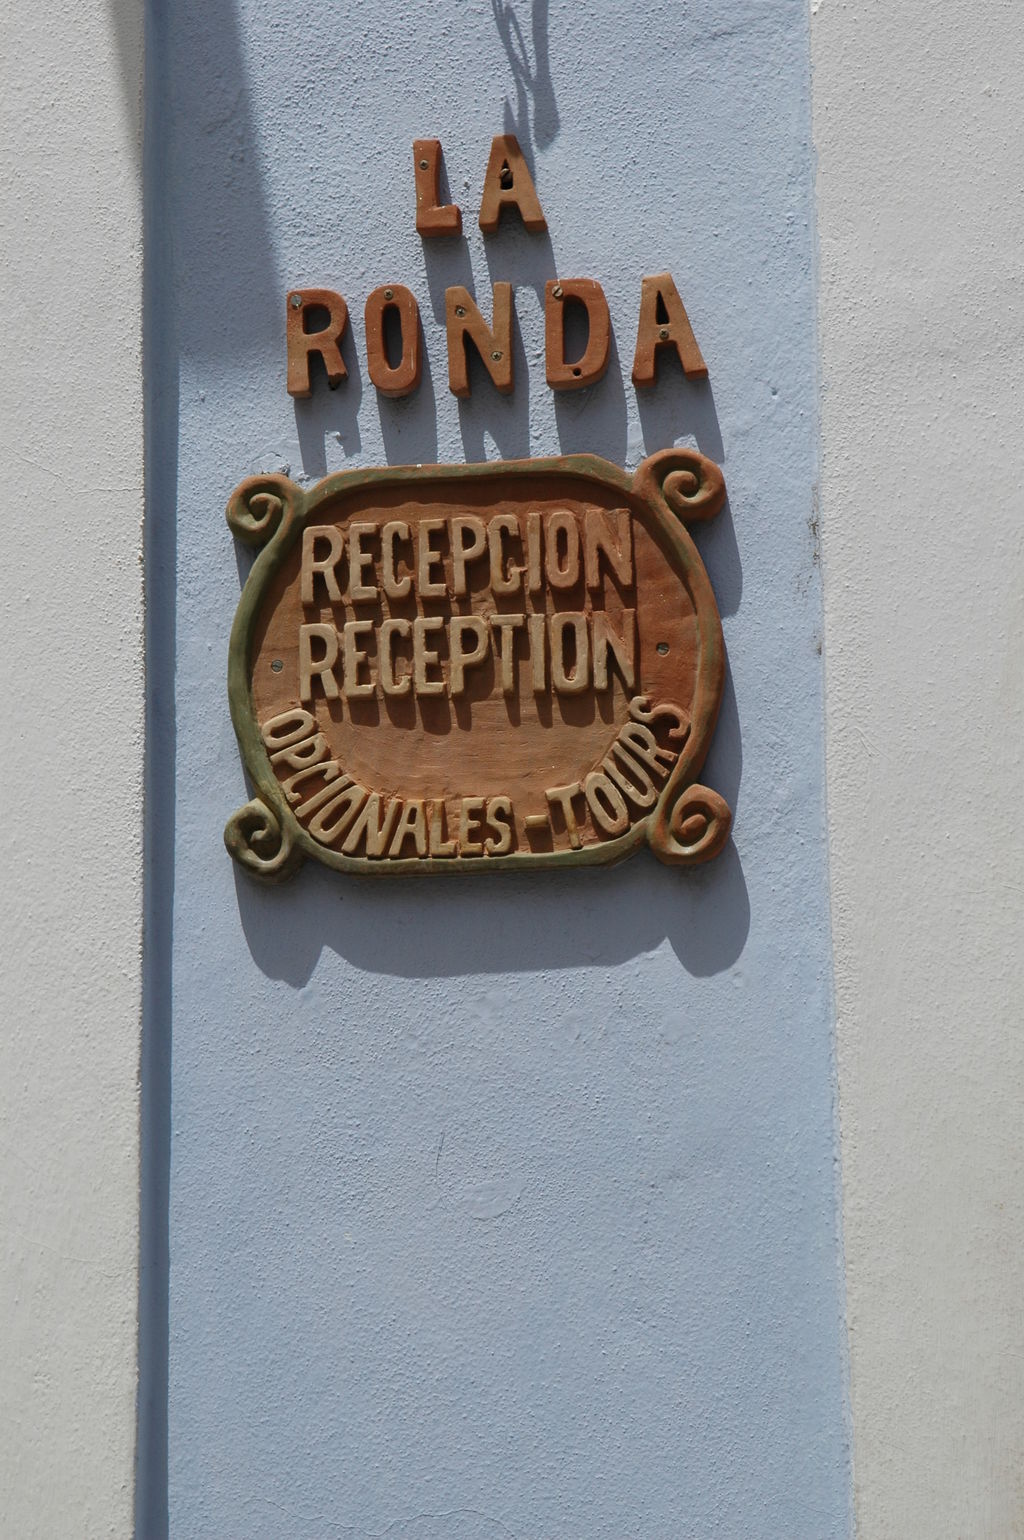 LA
RONDA
RECEPCION
RECEPTION
OPCIONALES-TOURS